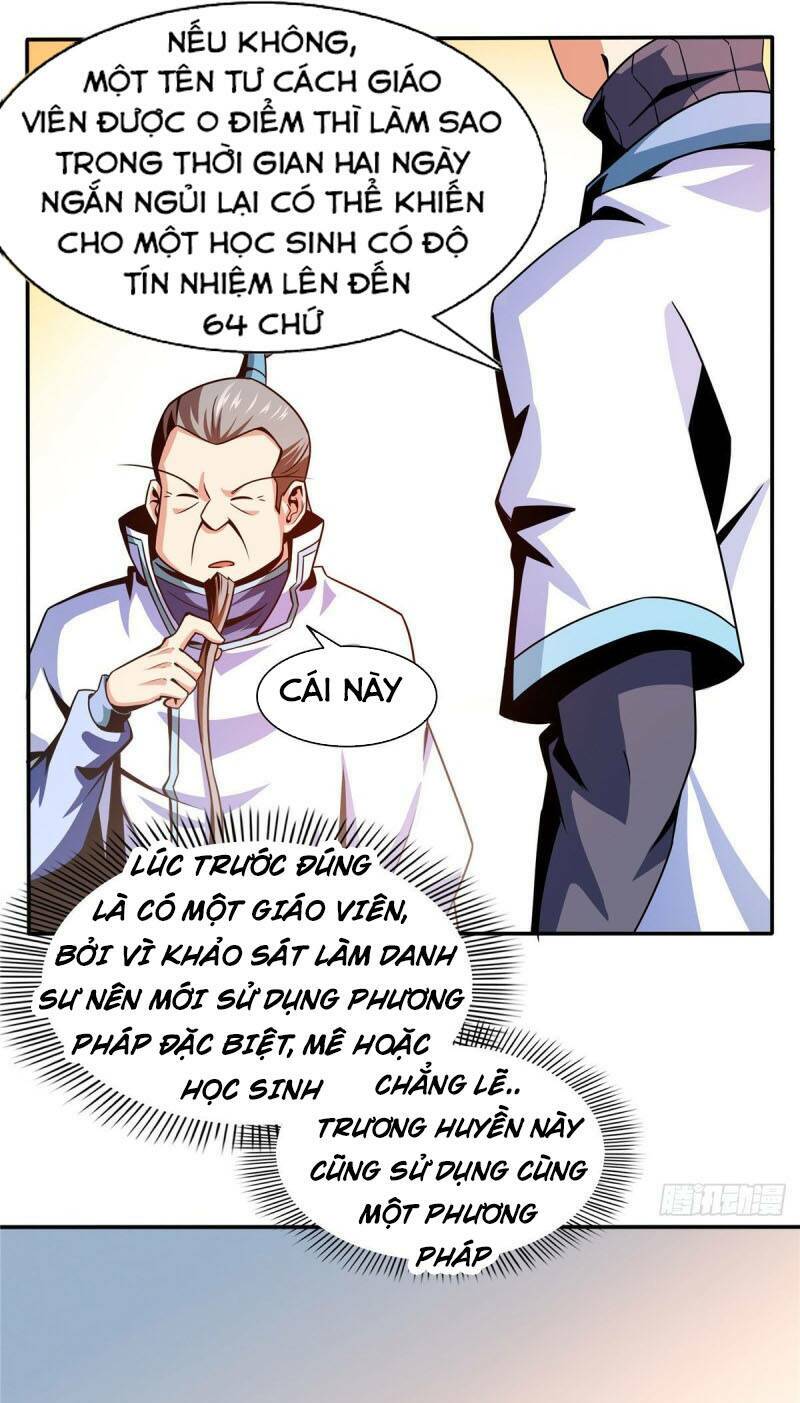 NẾU KHÔNG,
MỘT TÊN TƯ CÁCH GIÁO
VIÊN ĐƯỢC 0 ĐIỂM THÌ LÀM SAO
TRONG THỜI GIAN HAI NGÀY
NGẮN NGỦI LẠI CÓ THỂ KHIẾN
CHO MỘT HỌC SINH CÓ ĐỘ
TÍN NHIỆM LÊN ĐẾN
64 CHỨ
CÁI NÀY
LÚC TRƯỚC ĐÚNG
LÀ CÓ MỘT GIÁO VIÊN,
BỞI VÌ KHẢO SÁT LÀM DANH
SƯ NÊN MỚI SỬ DỤNG PHƯƠNG
PHÁP ĐẶC BIỆT, MÊ HOẶC
HỌC SINH
CHẲNG LẼ..
TRƯƠNG HUYỀN NÀY
CŨNG SỬ DỤNG CÙNG
MỘT PHƯƠNG
PHÁP
腾讯动漫